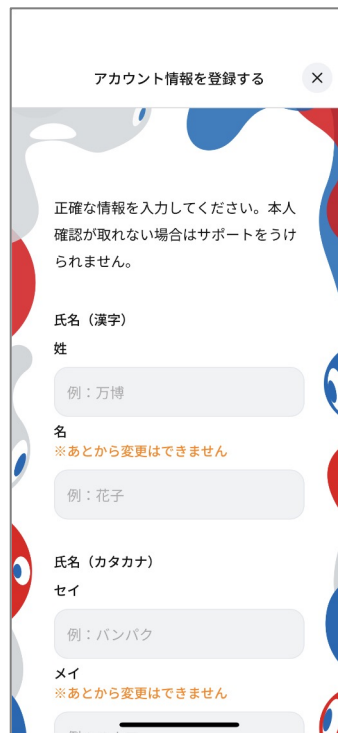 アカウント情報を登録する
正確な情報を入力してください。本人
確認が取れない場合はサポートをうけ
られません。
氏名（漢字）
姓
例：万博
名
※あとから変更はできません
例：花子
氏名（カタカナ）
セイ
例：バンパク
メイ
※あとから変更はできません